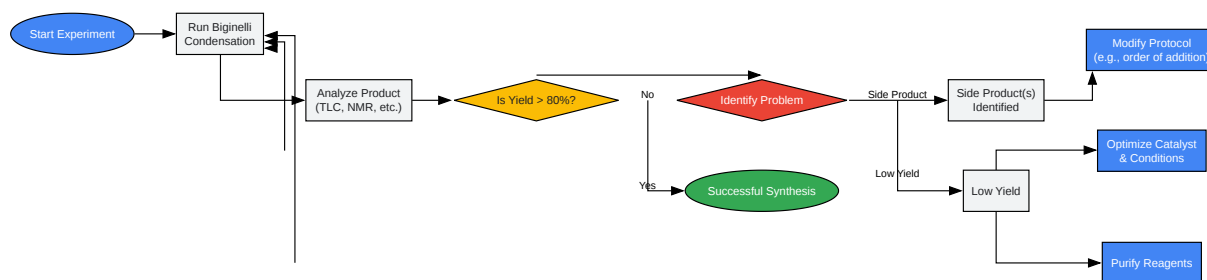 Start Experiment
Run Biginelli
Condensation
Analyze Product
(TLC, NMR, etc.)
Is Yield > 80%?
No
Yes
Identify Problem
Successful Synthesis
Side Product
Low Yield
Side Product(s)
Identified
Low Yield
Modify Protocol
(e.g., order of addition)
Optimize Catalyst
& Conditions
Purify Reagents